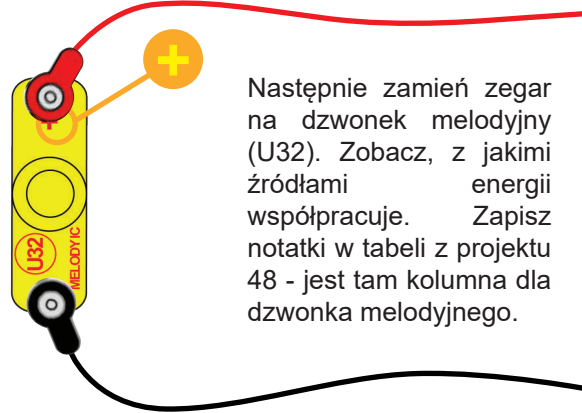 +
+
Następnie zamień zegar
na dzwonek melodyjny
(U32). Zobacz, z jakimi
źródłami energii
współpracuje. Zapisz
notatki w tabeli z projektu
48 - jest tam kolumna dla
dzwonka melodyjnego.
U32
MELODY IC